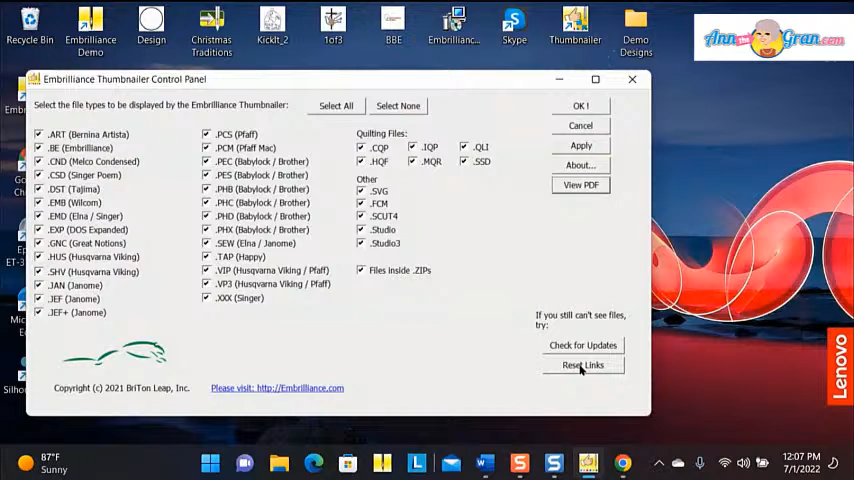 Recycle Bin
Embrilliance Demo
Design
Christmas Traditions
KickIt_2
1of3
BBE
Embrillianc...
Skype
Thumbnailer
Demo Designs
Ann the Gran.com
Embrilliance Thumbnailer Control Panel
Select the file types to be displayed by the Embrilliance Thumbnailer:
Select All
Select None
OK !
Cancel
Apply
About...
View PDF
.ART (Bernina Artista)
.BE (Embrilliance)
.CND (Melco Condensed)
.CSD (Singer Poem)
.DST (Tajima)
.EMB (Wilcom)
.EMD (Elna / Singer)
.EXP (DOS Expanded)
.GNC (Great Notions)
.HUS (Husqvarna Viking)
.SHV (Husqvarna Viking)
.JAN (Janome)
.JEF (Janome)
.JEF+ (Janome)
.PCS (Pfaff)
.PCM (Pfaff Mac)
.PEC (Babylock / Brother)
.PES (Babylock / Brother)
.PHB (Babylock / Brother)
.PHC (Babylock / Brother)
.PHD (Babylock / Brother)
.PHX (Babylock / Brother)
.SEW (Elna / Janome)
.TAP (Happy)
.VIP (Husqvarna Viking / Pfaff)
.VP3 (Husqvarna Viking / Pfaff)
.XXX (Singer)
Quilting Files:
.CQP .IQP .QLI
.HQF .MQR .SSD
Other
.SVG
.FCM
.SCUT4
.Studio
.Studio3
Files inside .ZIPs
If you still can't see files, try:
Check for Updates
Reset Links
Copyright (c) 2021 BriTon Leap, Inc.
Please visit: http://Embrilliance.com
Lenovo
87°F
Sunny
12:07 PM
7/1/2022